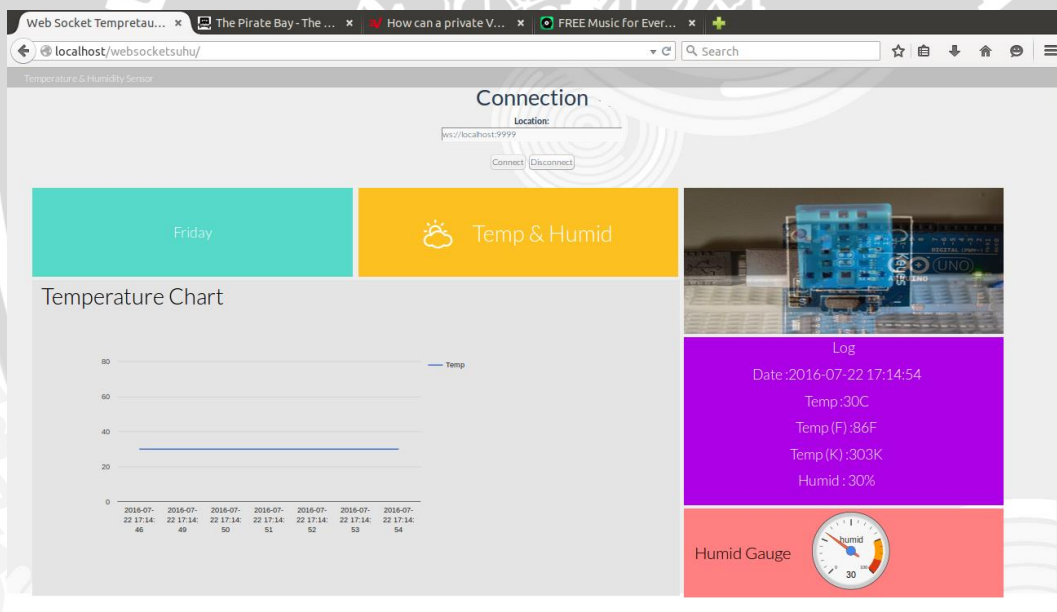 Web Socket Tempretau...
The Pirate Bay - The ...
How can a private V...
FREE Music for Ever...
localhost/websocketsuhu/
Search
Temperature & Humidity Sensor
Connection
Location:
ws://localhost:9999
Connect Disconnect
Friday
Temp & Humid
Temperature Chart
80
60
40
20
0
Temp
2016-07-22 17:14:46
2016-07-22 17:14:49
2016-07-22 17:14:50
2016-07-22 17:14:51
2016-07-22 17:14:52
2016-07-22 17:14:53
2016-07-22 17:14:54
Keyes
UNO
ARDUINO
DIGITAL
Log
Date :2016-07-22 17:14:54
Temp :30C
Temp (F) :86F
Temp (K) :303K
Humid : 30%
Humid Gauge
humid
0
100
30